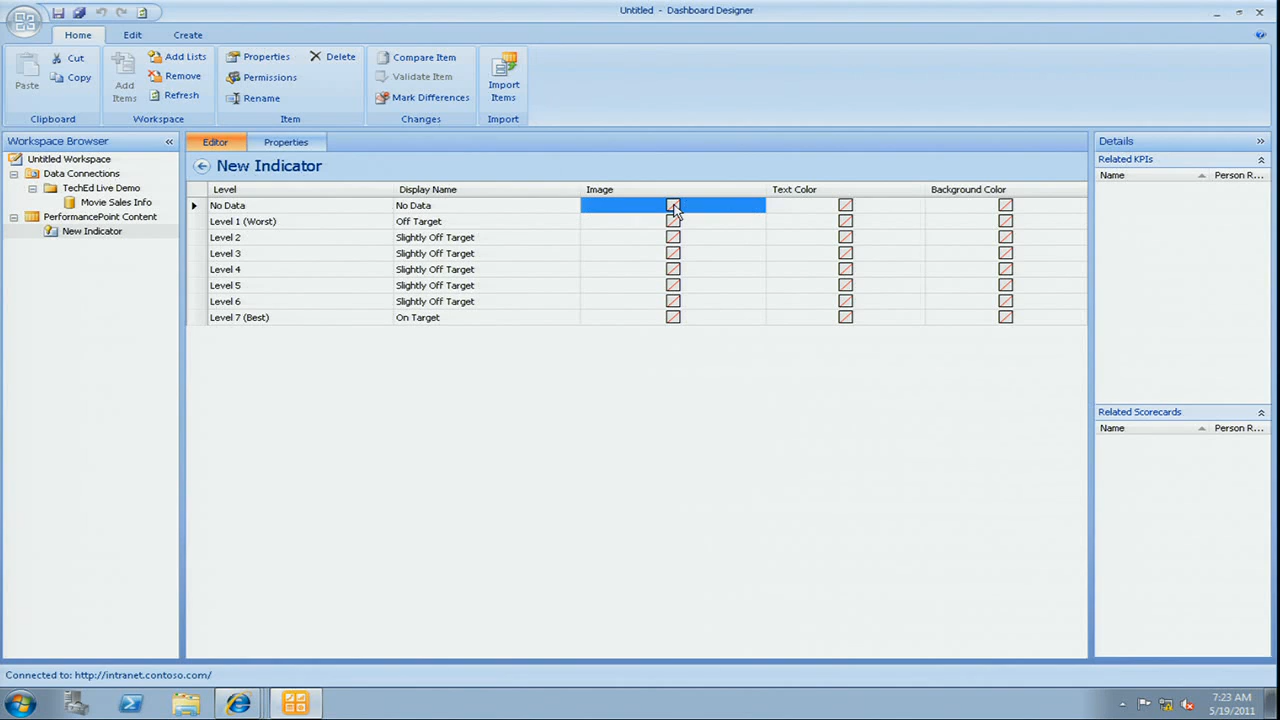 Untitled - Dashboard Designer
Home Edit Create
Paste Cut Copy Clipboard
Add Items Add Lists Remove Refresh Workspace
Properties Delete Permissions Rename Item
Compare Item Validate Item Mark Differences Changes
Import Items Import
Workspace Browser «
Untitled Workspace
Data Connections
TechEd Live Demo
Movie Sales Info
PerformancePoint Content
New Indicator
Editor Properties
New Indicator
Level Display Name Image Text Color Background Color
No Data No Data
Level 1 (Worst) Off Target
Level 2 Slightly Off Target
Level 3 Slightly Off Target
Level 4 Slightly Off Target
Level 5 Slightly Off Target
Level 6 Slightly Off Target
Level 7 (Best) On Target
Details »
Related KPIs
Name Person R...
Related Scorecards
Name Person R...
Connected to: http://intranet.contoso.com/
7:23 AM
5/19/2011